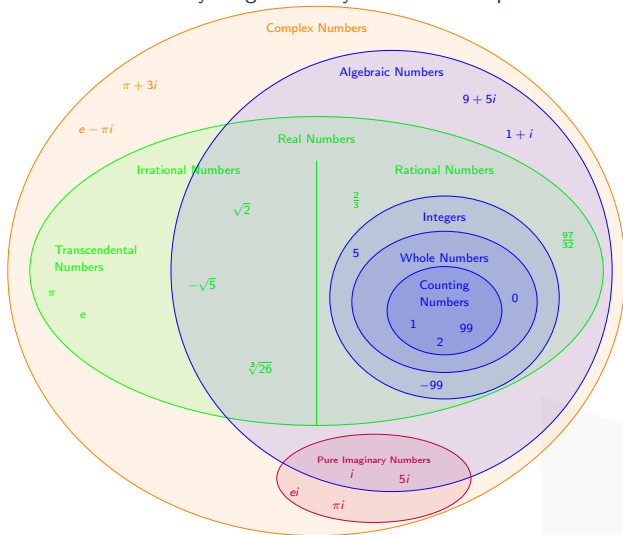 Complex Numbers
Algebraic Numbers
π + 3i
9 + 5i
e − πi
1 + i
Real Numbers
Irrational Numbers
Rational Numbers
√2
2/3
Integers
97/32
Transcendental
Numbers
5
Whole Numbers
−√5
Counting
Numbers
π
0
e
1
99
2
∛26
−99
Pure Imaginary Numbers
i
5i
ei
πi